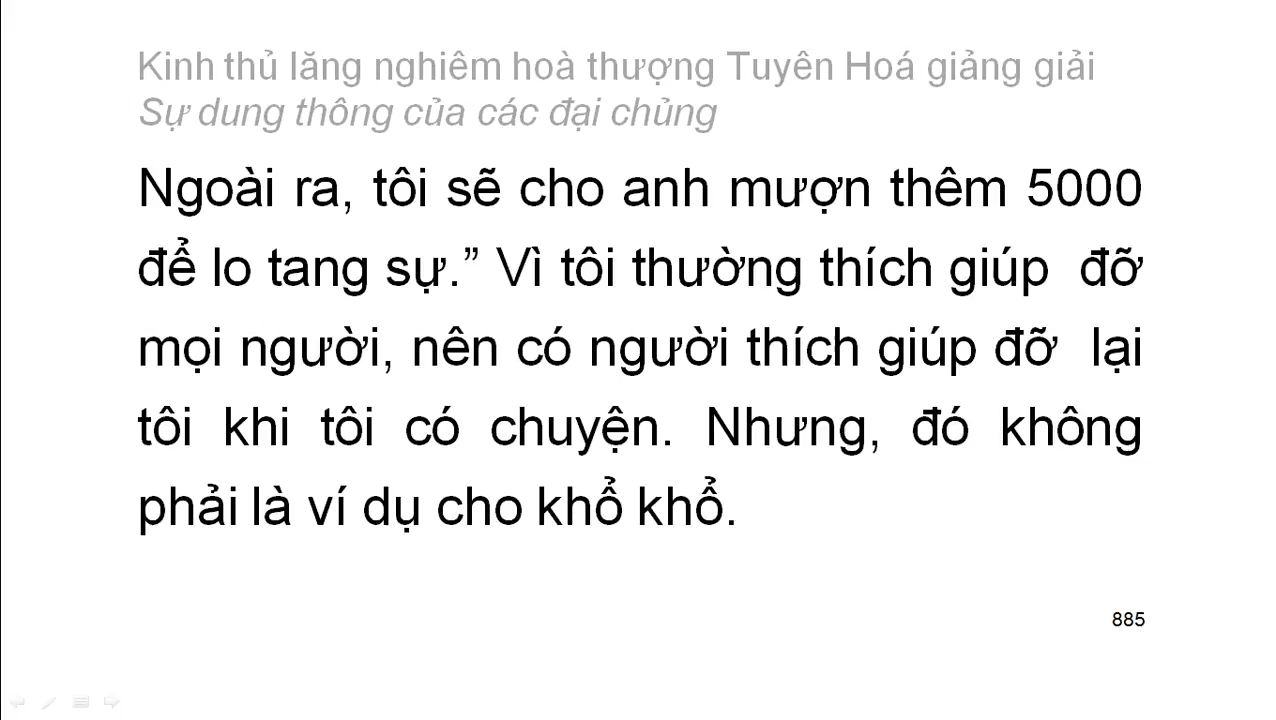 Kinh thủ lăng nghiêm hoà thượng Tuyên Hoá giảng giải
Sự dung thông của các đại chủng
Ngoài ra, tôi sẽ cho anh mượn thêm 5000
để lo tang sự.” Vì tôi thường thích giúp đỡ
mọi người, nên có người thích giúp đỡ lại
tôi khi tôi có chuyện. Nhưng, đó không
phải là ví dụ cho khổ khổ.
885